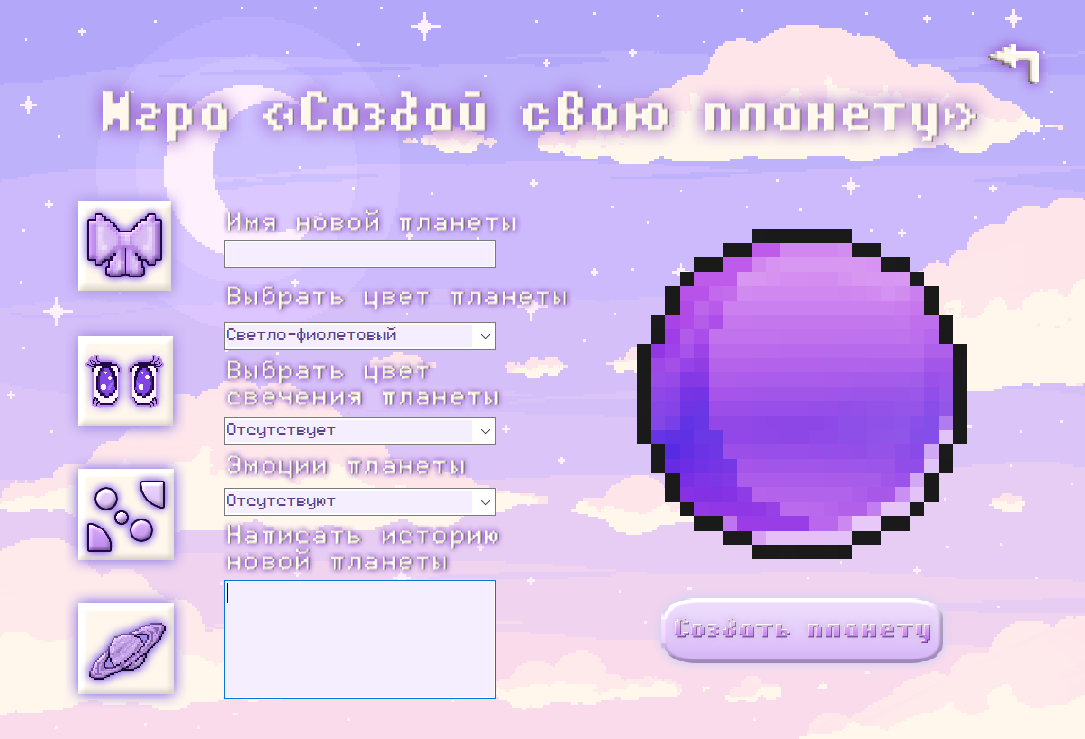 Игра «Создай свою планету»
Имя новой планеты
Выбрать цвет планеты
Светло-фиолетовый
Выбрать цвет
свечения планеты
Отсутствует
Эмоции планеты
Отсутствуют
Написать историю
новой планеты
Создать планету